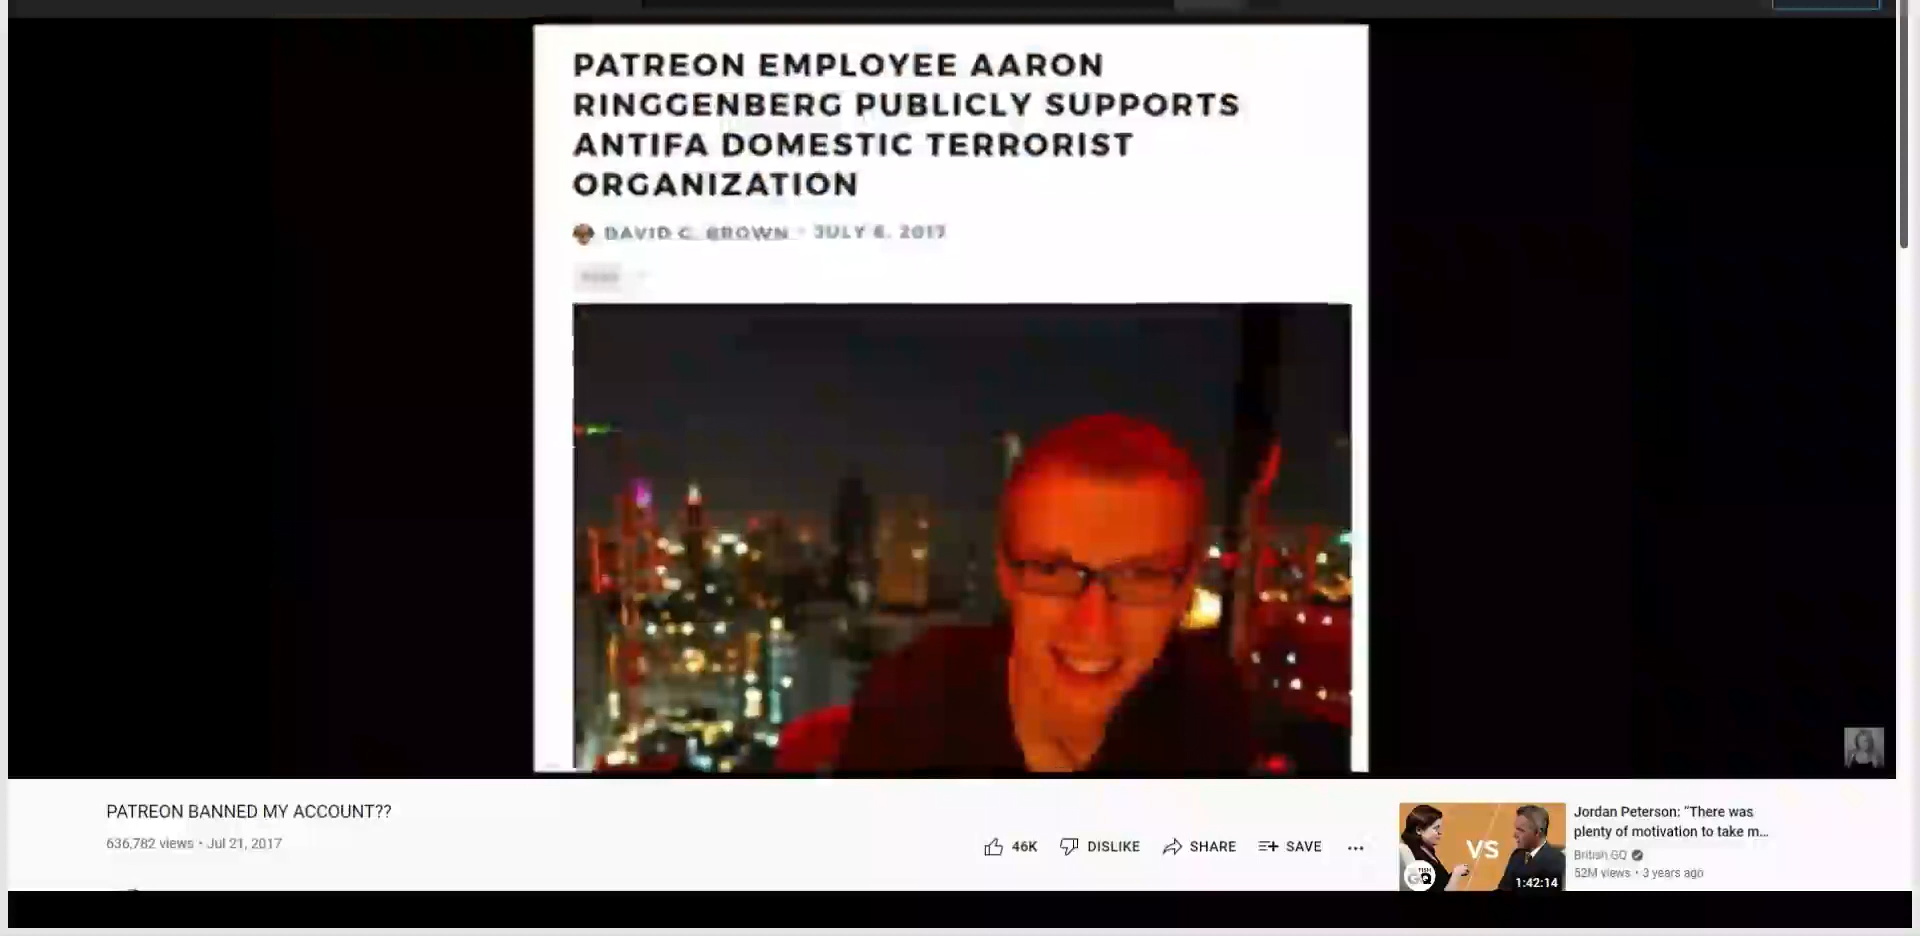 PATREON EMPLOYEE AARON
RINGGENBERG PUBLICLY SUPPORTS
ANTIFA DOMESTIC TERRORIST
ORGANIZATION
DAVID C. BROWN - JULY 6, 2017
PATREON BANNED MY ACCOUNT??
636,782 views • Jul 21, 2017
46K DISLIKE SHARE SAVE ...
VS
GQ
1:42:14
Jordan Peterson: “There was
plenty of motivation to take m...
British GQ
52M views • 3 years ago